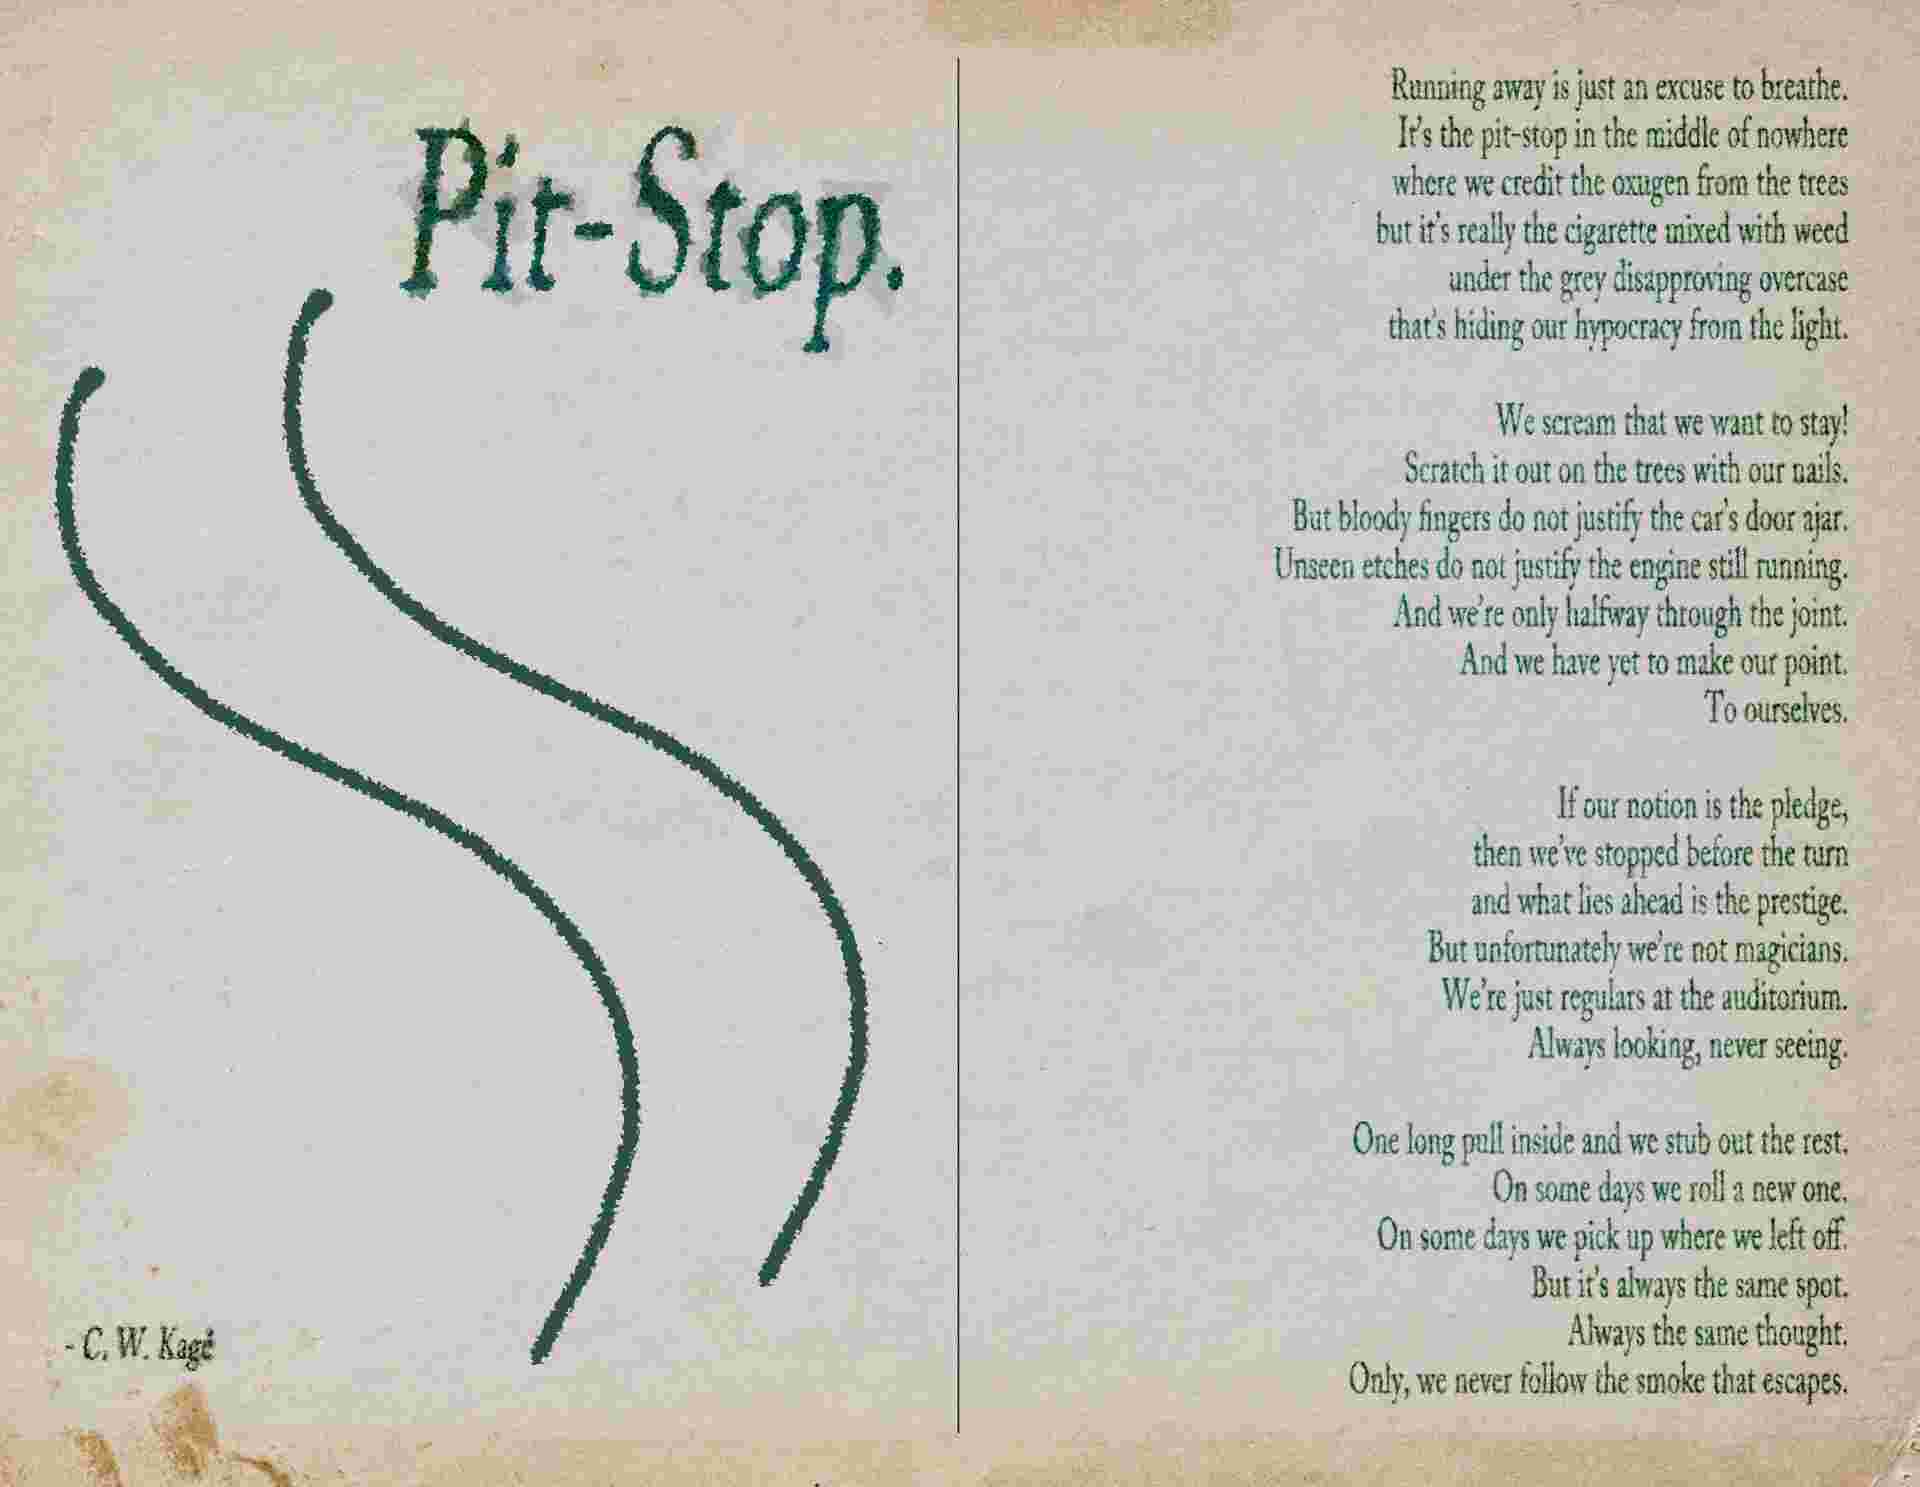 Pit-Stop.
- C. W. Kagé
Running away is just an excuse to breathe.
It's the pit-stop in the middle of nowhere
where we credit the oxugen from the trees
but it's really the cigarette mixed with weed
under the grey disapproving overcase
that's hiding our hypocracy from the light.
We scream that we want to stay!
Scratch it out on the trees with our nails.
But bloody fingers do not justify the car's door ajar.
Unseen etches do not justify the engine still running.
And we're only halfway through the joint.
And we have yet to make our point.
To ourselves.
If our notion is the pledge,
then we've stopped before the turn
and what lies ahead is the prestige.
But unfortunately we're not magicians.
We're just regulars at the auditorium.
Always looking, never seeing.
One long pull inside and we stub out the rest.
On some days we roll a new one.
On some days we pick up where we left off.
But it's always the same spot.
Always the same thought.
Only, we never follow the smoke that escapes.